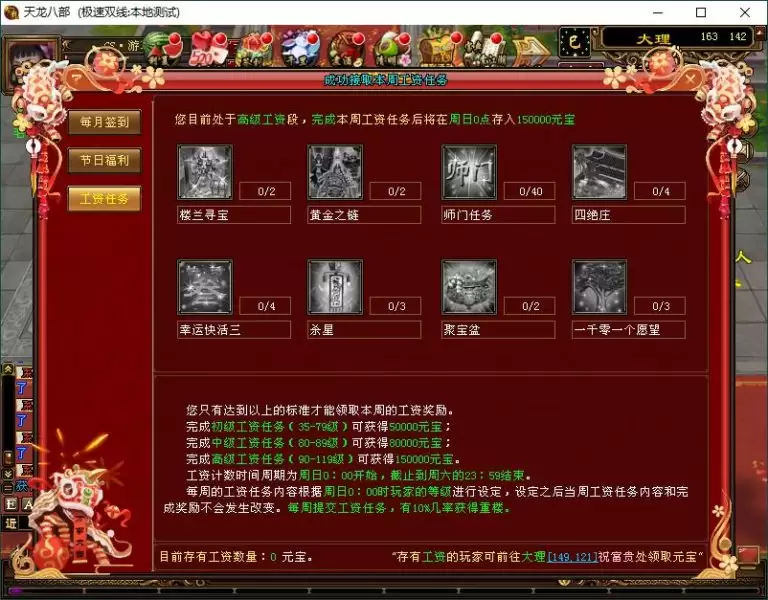 天龙八部 (极速双线:本地测试)
大理 163 142
成功接取本周工资任务
?
每月签到
节日福利
工资任务
您目前处于高级工资段，完成本周工资任务后将在周日0点存入150000元宝
0/2 0/2 师门 0/40 0/4
楼兰寻宝 黄金之链 师门任务 四绝庄
0/4 0/3 0/2 0/3
幸运快活三 杀星 聚宝盆 一千零一个愿望
您只有达到以上的标准才能领取本周的工资奖励。
完成初级工资任务（35-79级）可获得50000元宝；
完成中级工资任务（80-89级）可获得80000元宝；
完成高级工资任务（90-119级）可获得150000元宝。
工资计数时间周期为周日0：00开始，截止到周六的23：59结束。
每周的工资任务内容根据周日0：00时玩家的等级进行设定，设定之后当周工资任务内容和完
成奖励不会发生改变。每周提交工资任务，有10%几率获得重楼。
目前存有工资数量：0 元宝。 “存有工资的玩家可前往大理[149,121]祝富贵处领取元宝”